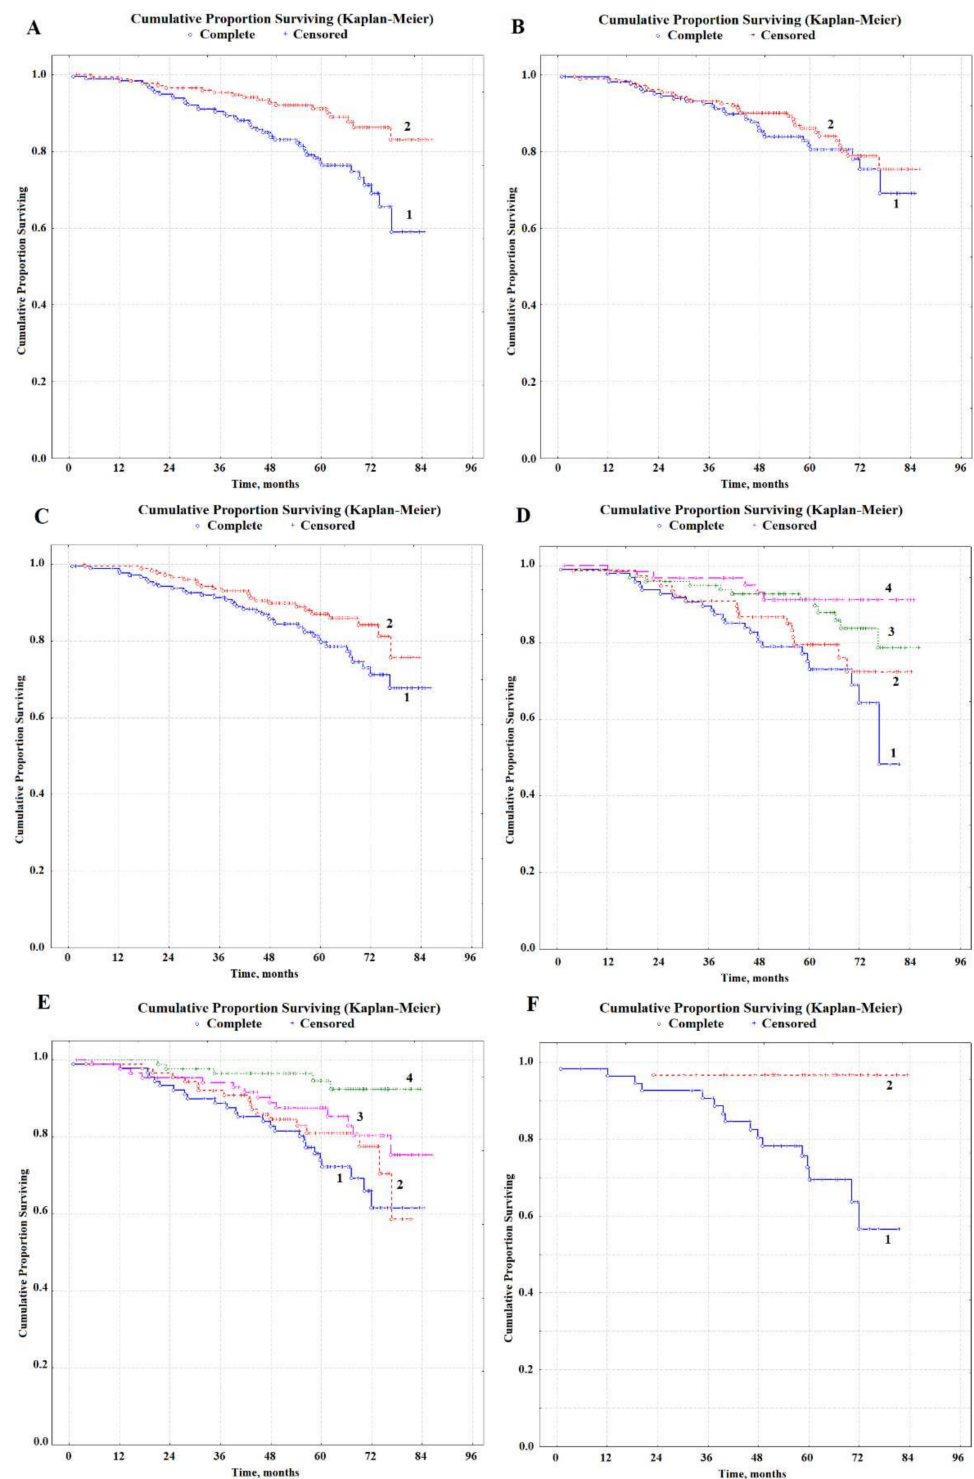 A
Cumulative Proportion Surviving (Kaplan-Meier)
Complete Censored
Cumulative Proportion Surviving
1.0
0.8
0.6
0.4
0.2
0.0
2
1
0 12 24 36 48 60 72 84 96
Time, months
B
Cumulative Proportion Surviving (Kaplan-Meier)
Complete Censored
Cumulative Proportion Surviving
1.0
0.8
0.6
0.4
0.2
0.0
2
1
0 12 24 36 48 60 72 84 96
Time, months
C
Cumulative Proportion Surviving (Kaplan-Meier)
Complete Censored
Cumulative Proportion Surviving
1.0
0.8
0.6
0.4
0.2
0.0
2
1
0 12 24 36 48 60 72 84 96
Time, months
D
Cumulative Proportion Surviving (Kaplan-Meier)
Complete Censored
Cumulative Proportion Surviving
1.0
0.8
0.6
0.4
0.2
0.0
4
3
2
1
0 12 24 36 48 60 72 84 96
Time, months
E
Cumulative Proportion Surviving (Kaplan-Meier)
Complete Censored
Cumulative Proportion Surviving
1.0
0.8
0.6
0.4
0.2
0.0
4
3
1 2
0 12 24 36 48 60 72 84 96
Time, months
F
Cumulative Proportion Surviving (Kaplan-Meier)
Complete Censored
Cumulative Proportion Surviving
1.0
0.8
0.6
0.4
0.2
0.0
2
1
0 12 24 36 48 60 72 84 96
Time, months